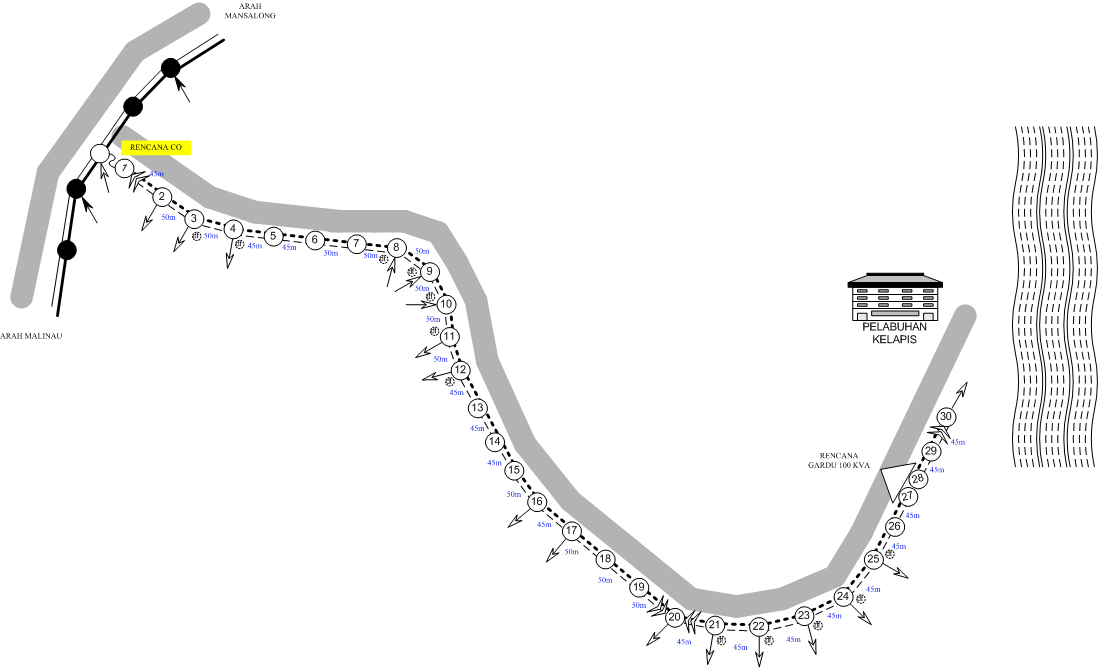 ARAH
MANSALONG
RENCANA CO
1
45m
2
50m
3
50m
4
45m
5
45m
6
50m
7
50m
8
50m
9
50m
10
50m
11
50m
12
45m
13
45m
14
45m
15
50m
16
45m
17
50m
18
50m
19
50m
20
45m
21
45m
22
45m
23
45m
24
45m
25
45m
26
45m
27
28
45m
29
45m
30
ARAH MALINAU
PELABUHAN
KELAPIS
RENCANA
GARDU 100 KVA